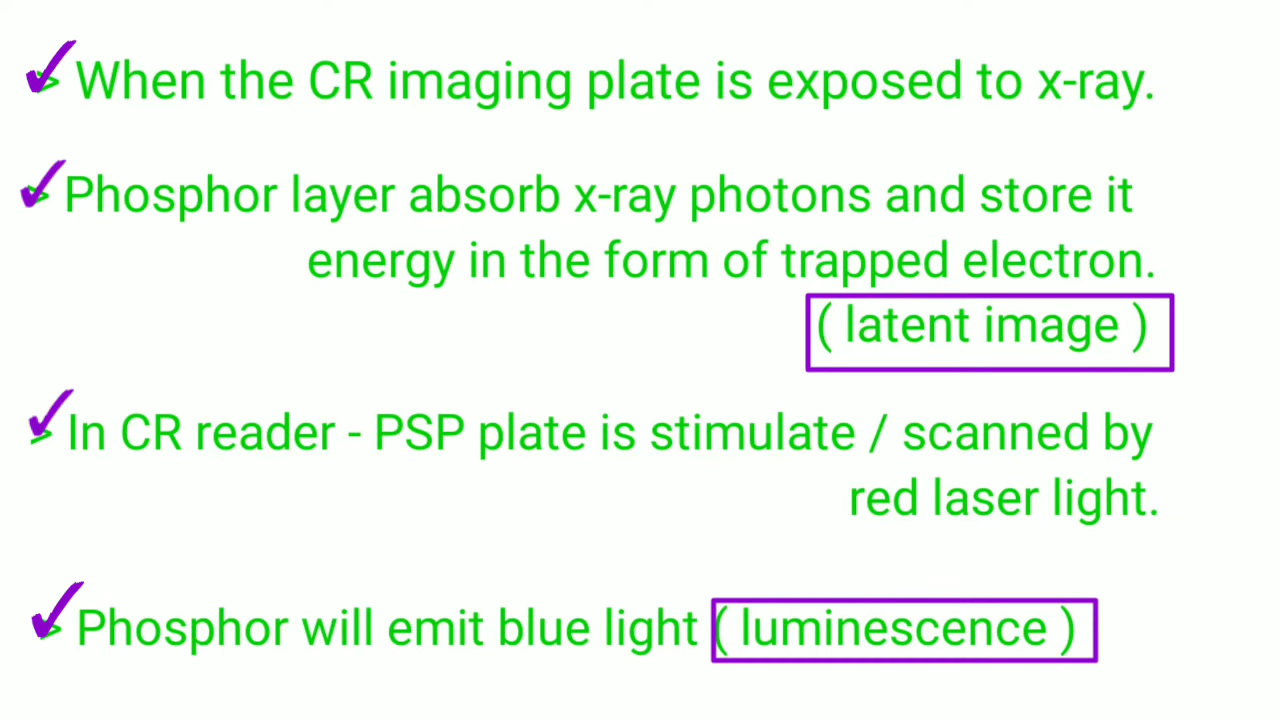 > When the CR imaging plate is exposed to x-ray.
> Phosphor layer absorb x-ray photons and store it
energy in the form of trapped electron.
( latent image )
> In CR reader - PSP plate is stimulate / scanned by
red laser light.
> Phosphor will emit blue light ( luminescence )